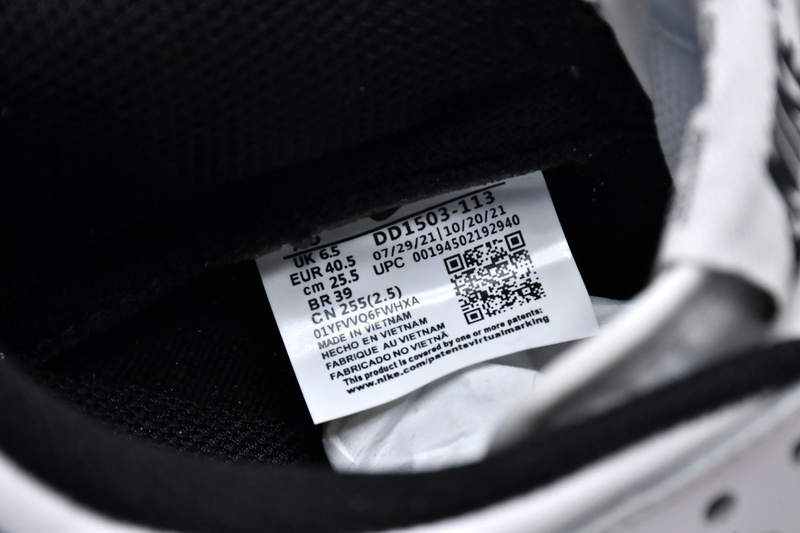 UK 6.5 DD1503-113
EUR 40.5 07/29/21|10/20/21
cm 25.5 UPC 00194502192940
BR 39
CN 255(2.5)
01YFVVO6FWHXA
MADE IN VIETNAM
HECHO EN VIETNAM
FABRIQUE AU VIETNAM
FABRICADO NO VIETNÃ
This product is covered by one or more patents:
www.nike.com/patentsvirtualmarking